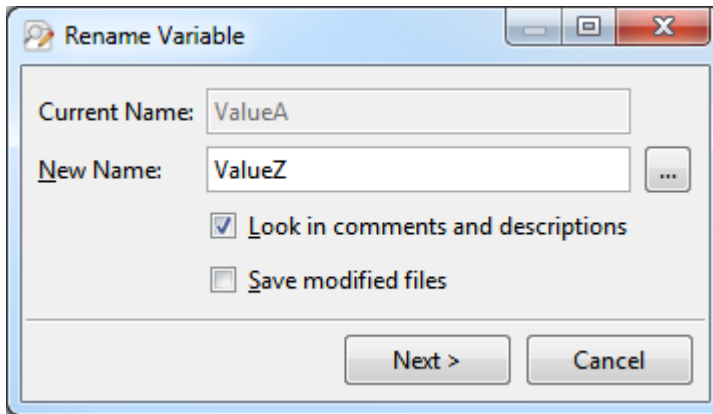 Rename Variable
Current Name: ValueA
New Name: ValueZ ...
Look in comments and descriptions
Save modified files
Next > Cancel